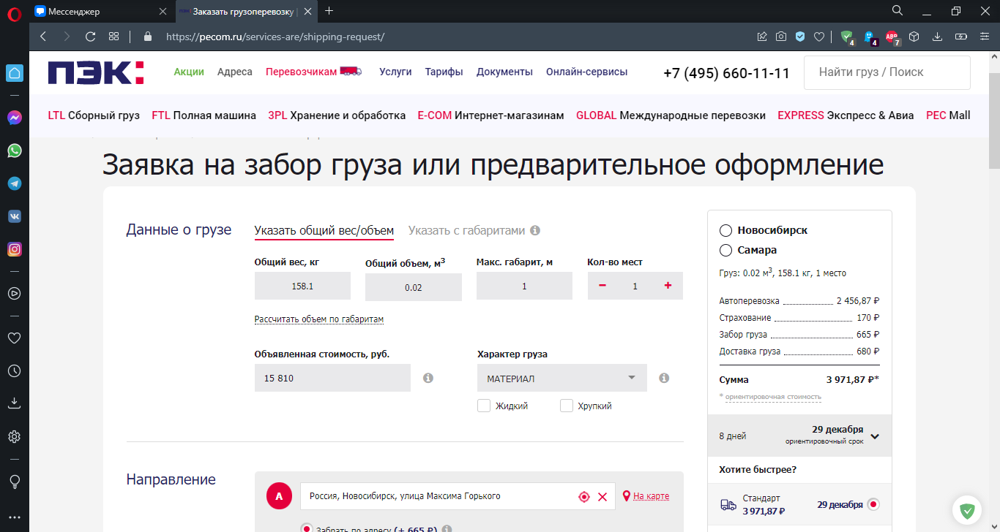 Мессенджер
Заказать грузоперевозку |
https://pecom.ru/services-are/shipping-request/
4
4
ABP
7
ПЭК:
Акции Адреса Перевозчикам Услуги Тарифы Документы Онлайн-сервисы
+7 (495) 660-11-11
Найти груз / Поиск
LTL Сборный груз FTL Полная машина 3PL Хранение и обработка E-COM Интернет-магазинам GLOBAL Международные перевозки EXPRESS Экспресс & Авиа PEC Mall
Заявка на забор груза или предварительное оформление
Данные о грузе
Указать общий вес/объем Указать с габаритами
Общий вес, кг Общий объем, м3 Макс. габарит, м Кол-во мест
158.1 0.02 1 − 1 +
Рассчитать объем по габаритам
Объявленная стоимость, руб. Характер груза
15 810 МАТЕРИАЛ
Жидкий Хрупкий
Новосибирск
Самара
Груз: 0.02 м3, 158.1 кг, 1 место
Автоперевозка 2 456,87 ₽
Страхование 170 ₽
Забор груза 665 ₽
Доставка груза 680 ₽
Сумма 3 971,87 ₽*
* ориентировочная стоимость
8 дней 29 декабря
ориентировочный срок
Хотите быстрее?
Стандарт
3 971,87 ₽ 29 декабря
Направление
А
Россия, Новосибирск, улица Максима Горького
На карте
Забрать по адресу (+ 665 ₽)